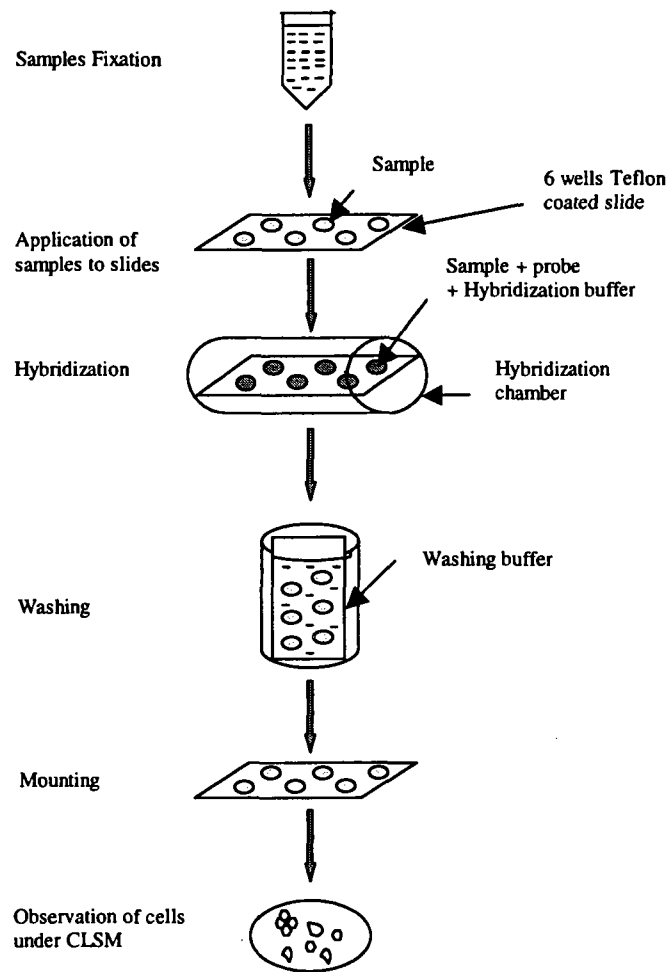 Samples Fixation
Sample
6 wells Teflon
coated slide
Application of
samples to slides
Sample + probe
+ Hybridization buffer
Hybridization
Hybridization
chamber
Washing buffer
Washing
Mounting
Observation of cells
under CLSM